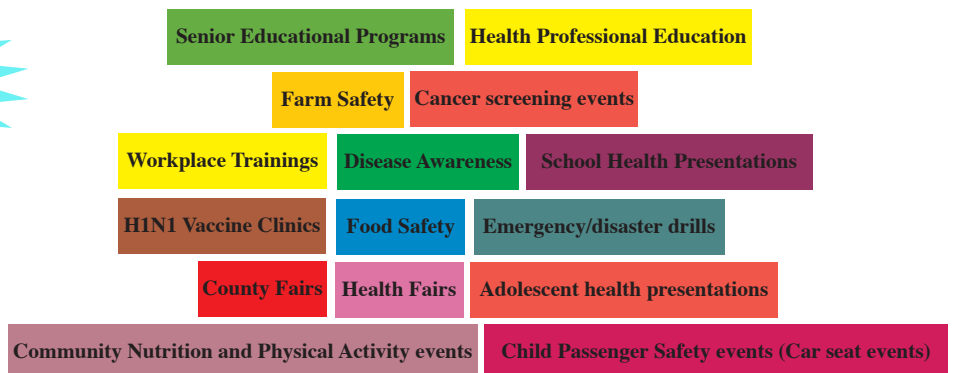 Senior Educational Programs Health Professional Education
Farm Safety Cancer screening events
Workplace Trainings Disease Awareness School Health Presentations
H1N1 Vaccine Clinics Food Safety Emergency/disaster drills
County Fairs Health Fairs Adolescent health presentations
Community Nutrition and Physical Activity events Child Passenger Safety events (Car seat events)